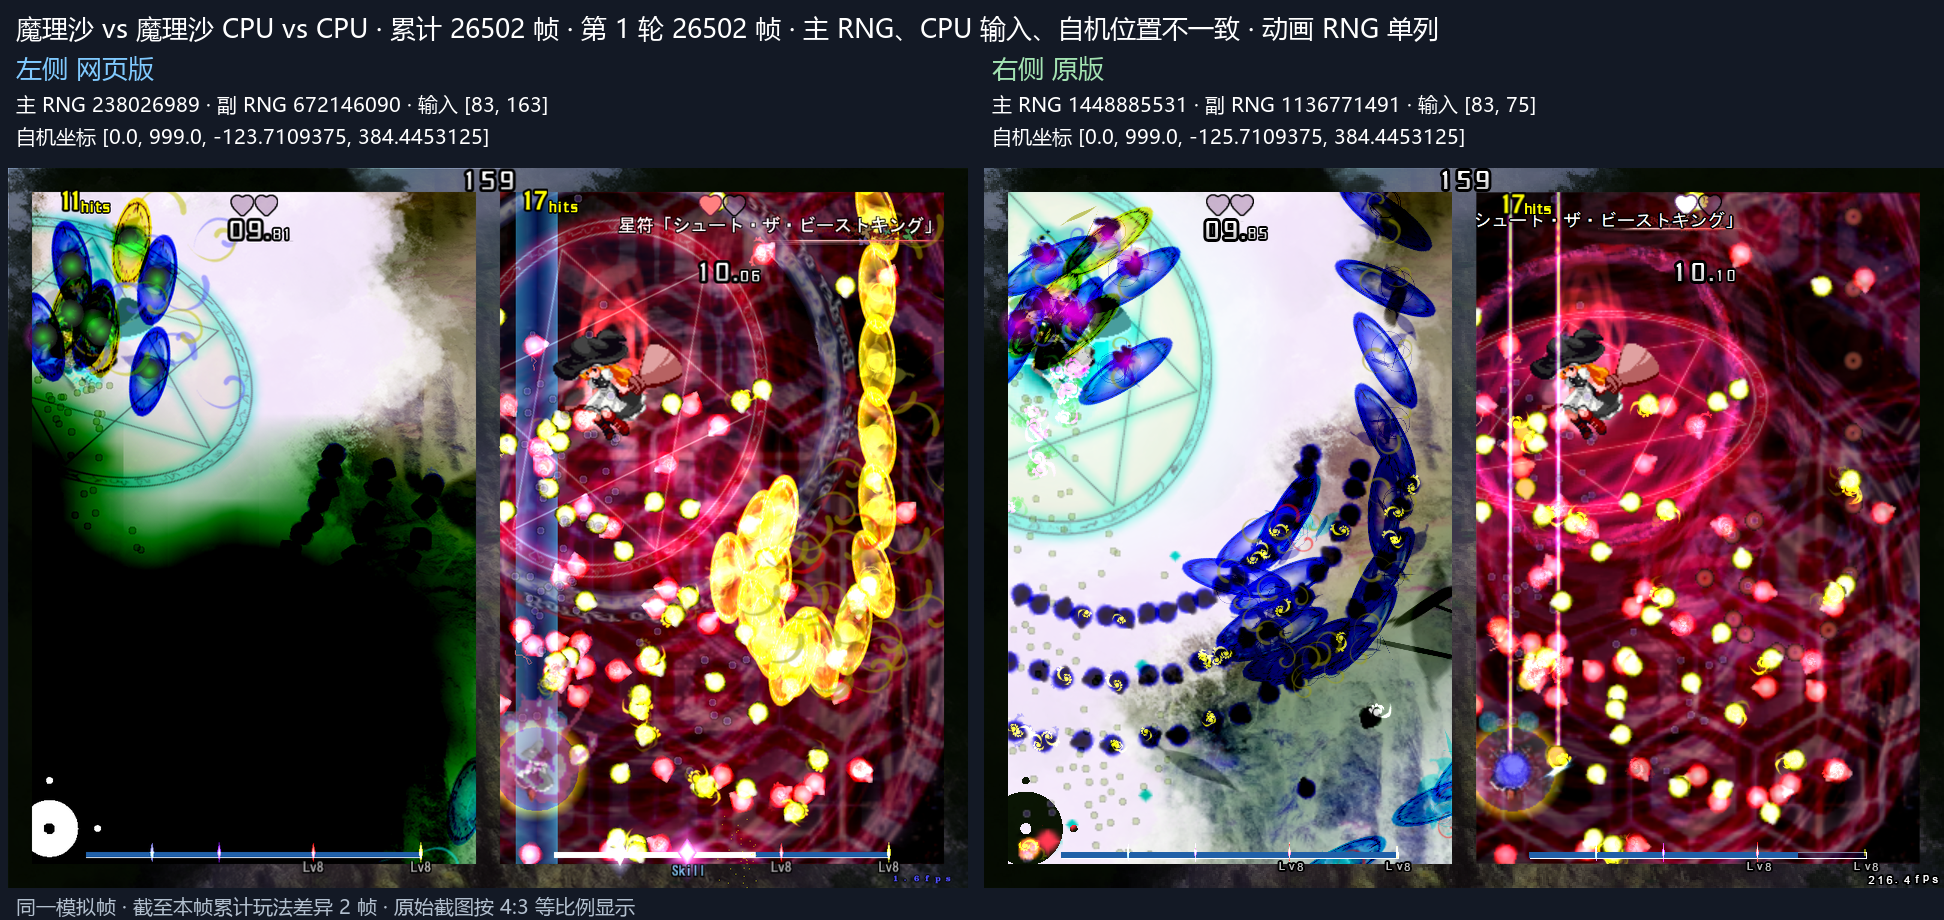 魔理沙 vs 魔理沙 CPU vs CPU · 累计 26502 帧 · 第 1 轮 26502 帧 · 主 RNG、CPU 输入、自机位置不一致 · 动画 RNG 单列
左侧 网页版
主 RNG 238026989 · 副 RNG 672146090 · 输入 [83, 163]
自机坐标 [0.0, 999.0, -123.7109375, 384.4453125]
右侧 原版
主 RNG 1448885531 · 副 RNG 1136771491 · 输入 [83, 75]
自机坐标 [0.0, 999.0, -125.7109375, 384.4453125]
159
11hits
09.81
17hits
星符「シュート・ザ・ビーストキング」
10.06
Lv8
Lv8
Skill
Lv8
Lv8
1.6fps
159
09.85
17hits
シュート・ザ・ビーストキング」
10.10
Lv8
Lv8
Lv8
Lv8
216.4fps
同一模拟帧 · 截至本帧累计玩法差异 2 帧 · 原始截图按 4:3 等比例显示